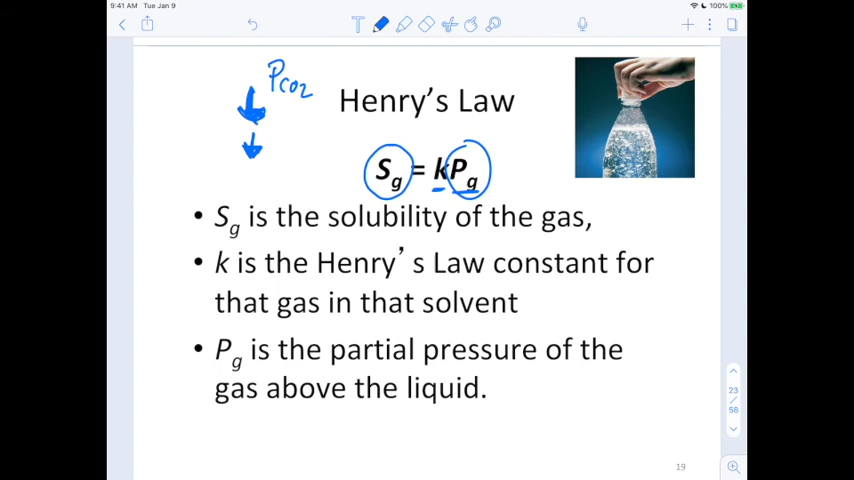 9:41 AM Tue Jan 9
100%
T
PCO2
Henry's Law
Sg = kPg
• Sg is the solubility of the gas,
• k is the Henry's Law constant for
that gas in that solvent
• Pg is the partial pressure of the
gas above the liquid.
23
/
58
19